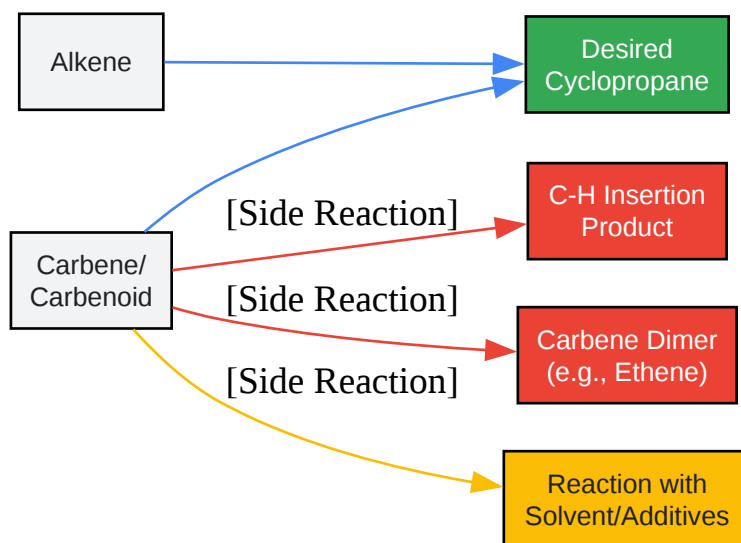 Alkene
Desired
Cyclopropane
[Side Reaction]
C-H Insertion
Product
Carbene/
Carbenoid
[Side Reaction]
Carbene Dimer
(e.g., Ethene)
[Side Reaction]
Reaction with
Solvent/Additives